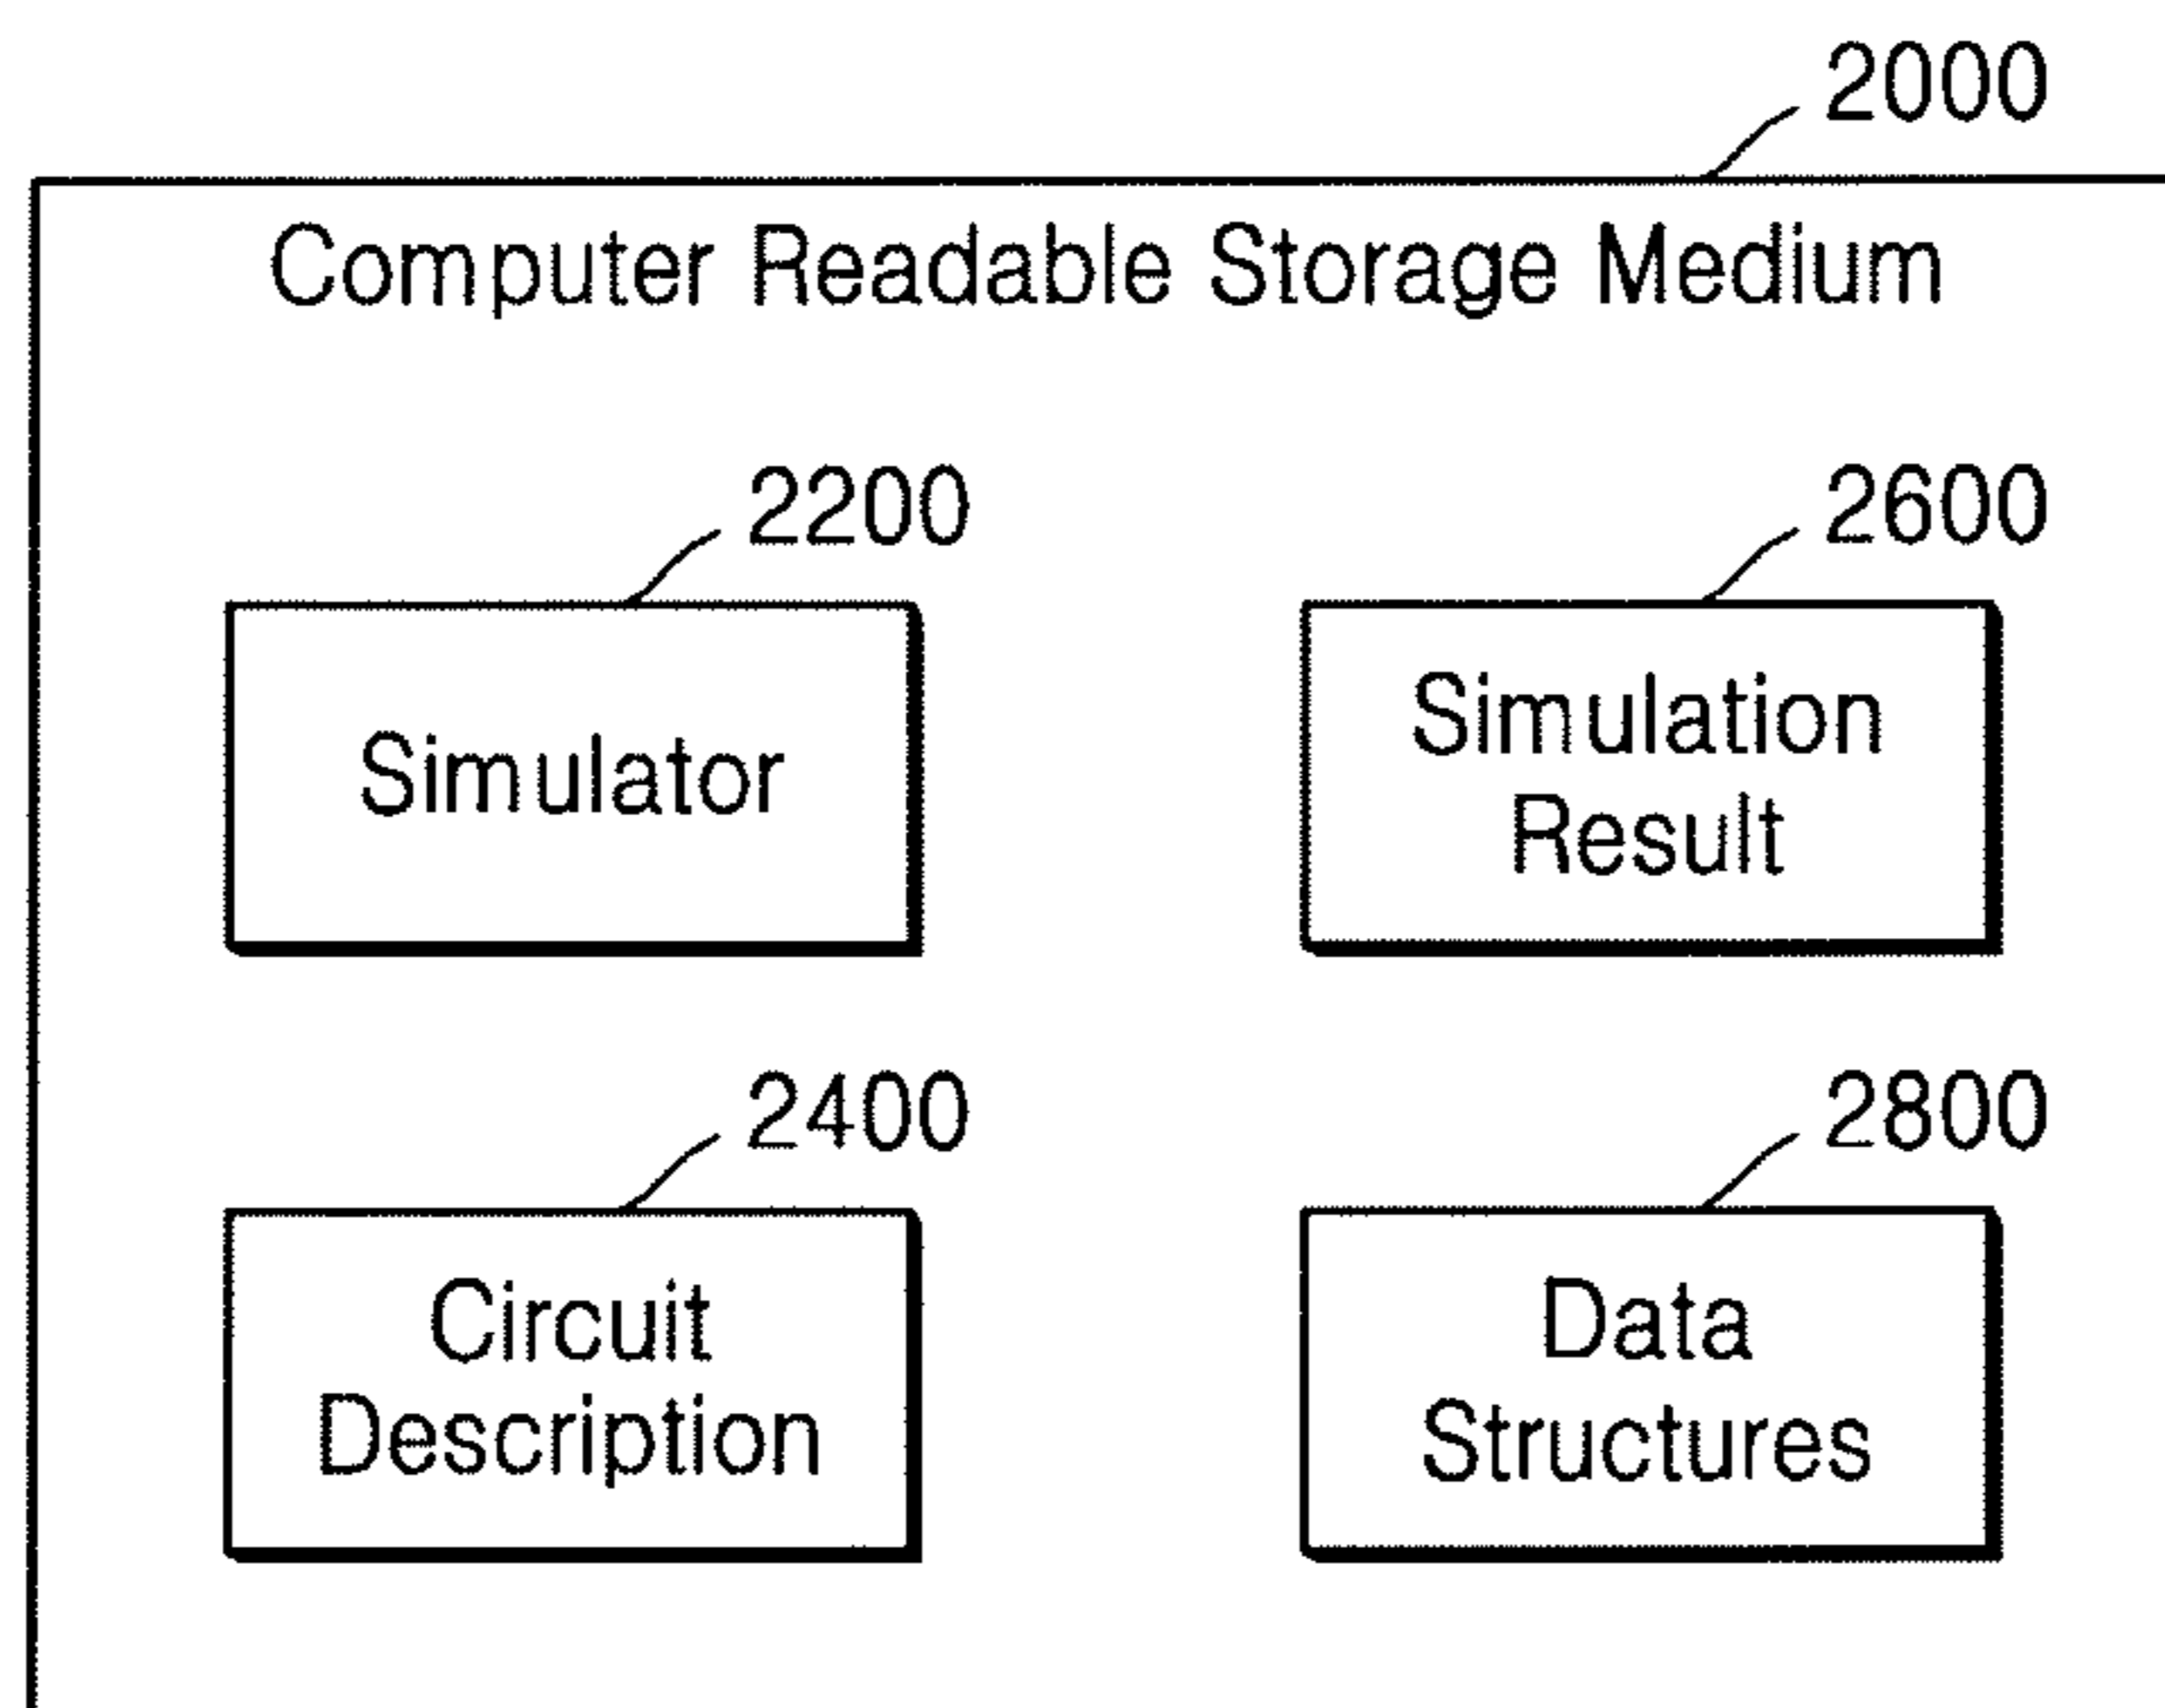 2000
Computer Readable Storage Medium
2200
2600
Simulator
Simulation
Result
2400
2800
Circuit
Description
Data
Structures